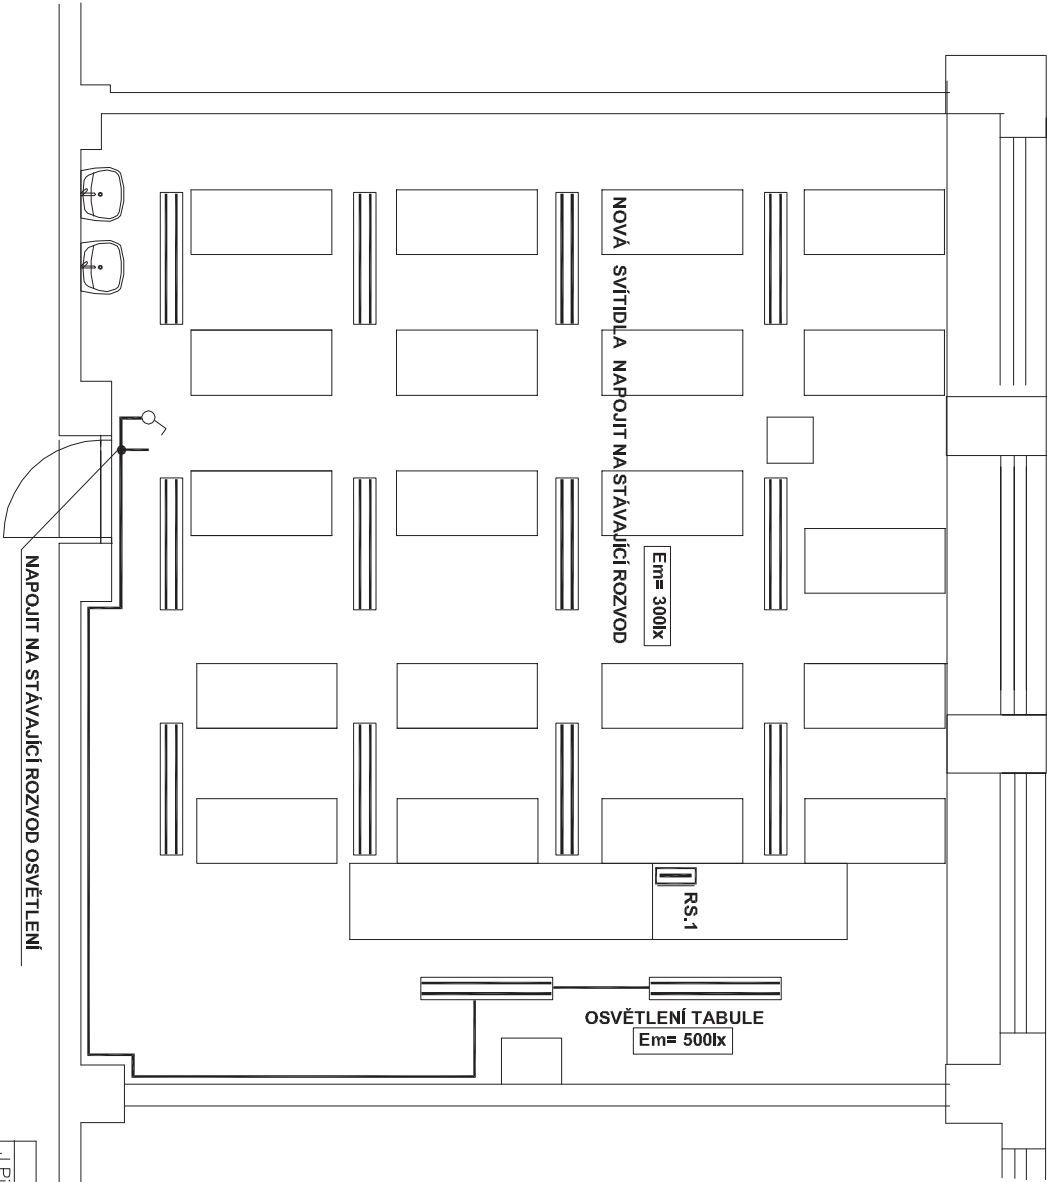 NOVÁ SVÍTIDLA NAPOJIT NA STÁVAJÍCÍ ROZVOD
Em= 300lx
NAPOJIT NA STÁVAJÍCÍ ROZVOD OSVĚTLENÍ
RS.1
OSVĚTLENÍ TABULE
Em= 500lx